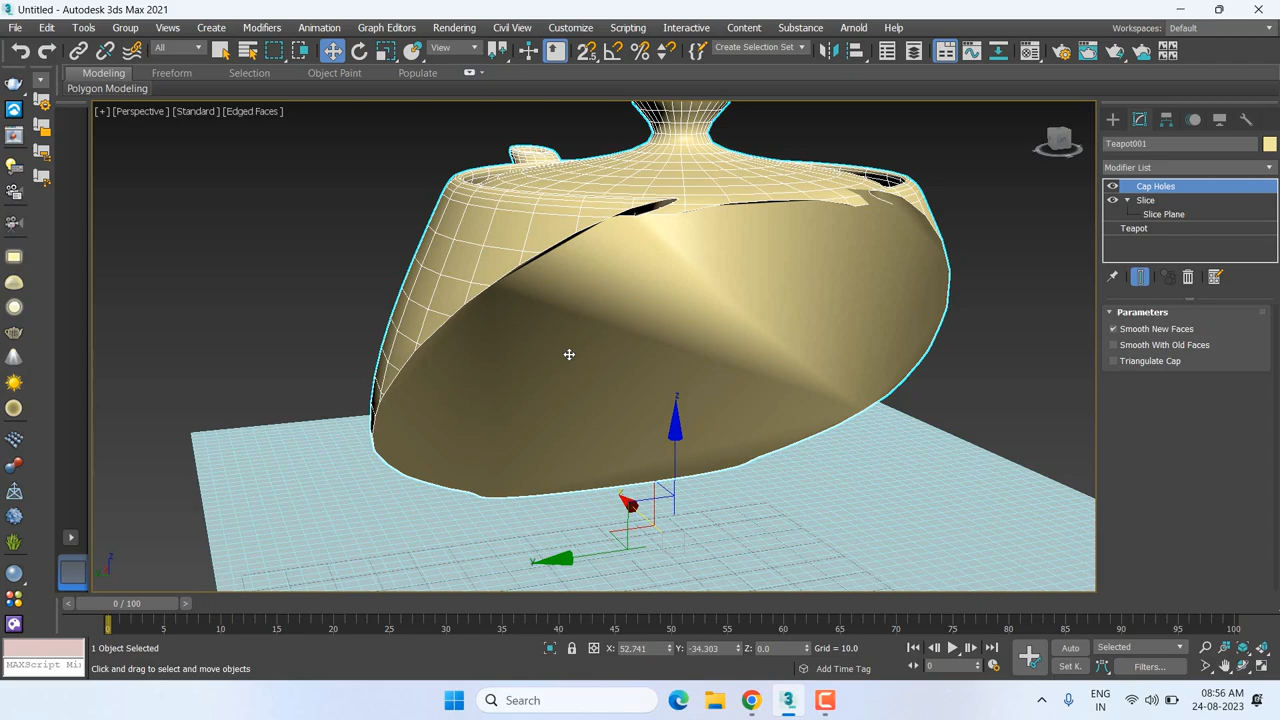 Untitled - Autodesk 3ds Max 2021
File Edit Tools Group Views Create Modifiers Animation Graph Editors Rendering Civil View Customize Scripting Interactive Content Substance Arnold Help Workspaces: Default
All View Create Selection Set
Modeling Freeform Selection Object Paint Populate
Polygon Modeling
[+] [Perspective] [Standard] [Edged Faces]
Teapot001
Modifier List
Cap Holes
Slice
Slice Plane
Teapot
Parameters
Smooth New Faces
Smooth With Old Faces
Triangulate Cap
z
y
z
< 0 / 100 >
0 5 10 15 20 25 30 35 40 45 50 55 60 65 70 75 80 85 90 95 100
1 Object Selected X: 52.741 Y: -34.303 Z: 0.0 Grid = 10.0 Auto Selected
MAXScript Mi Click and drag to select and move objects Add Time Tag 0 Set K. Filters...
Search ENG IN 08:56 AM 24-08-2023